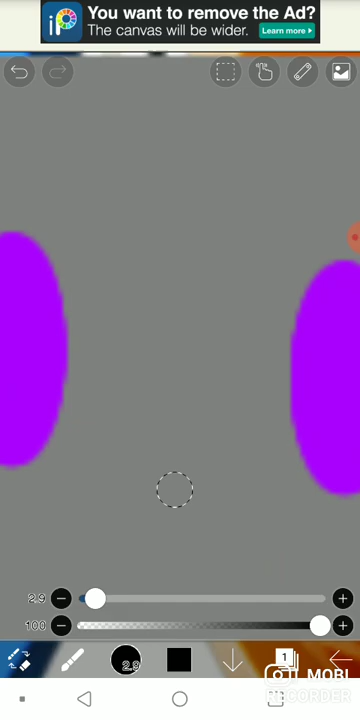 You want to remove the Ad?
The canvas will be wider.
Learn more >
2.9
100
2.9
1
MOBI
RECORDER